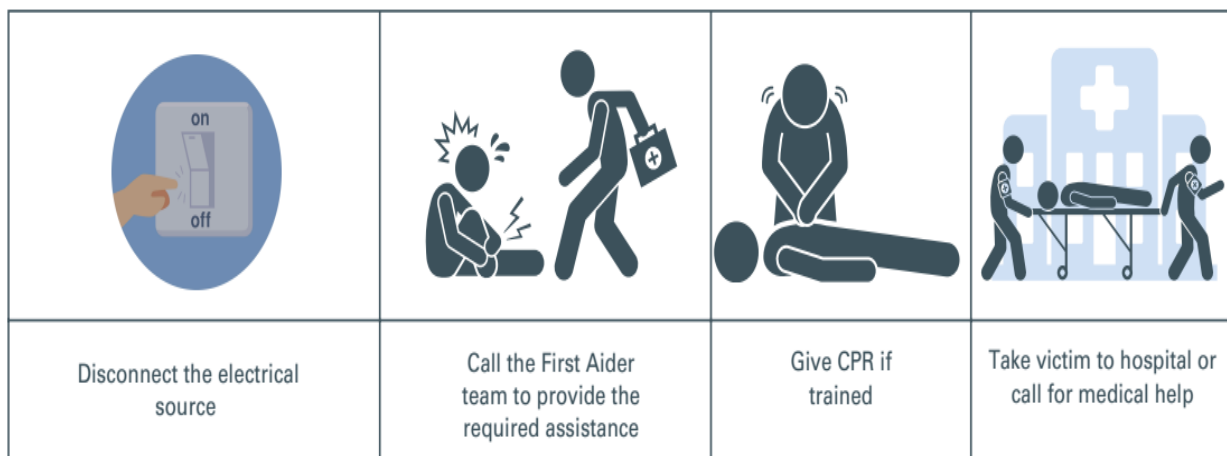 on
off
Disconnect the electrical
source
Call the First Aider
team to provide the
required assistance
Give CPR if
trained
Take victim to hospital or
call for medical help